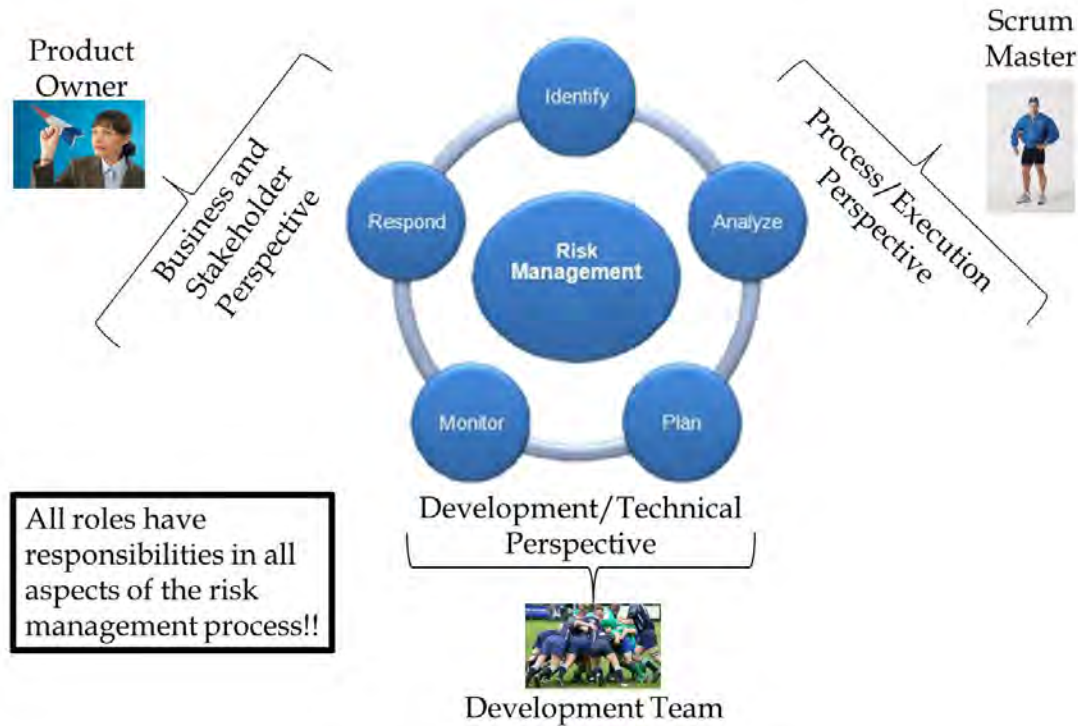 Product
Owner
Scrum
Master
Identify
Business and
Stakeholder
Perspective
Process/Execution
Perspective
Respond
Analyze
Risk
Management
Monitor
Plan
Development/Technical
Perspective
All roles have
responsibilities in all
aspects of the risk
management process!!
Development Team